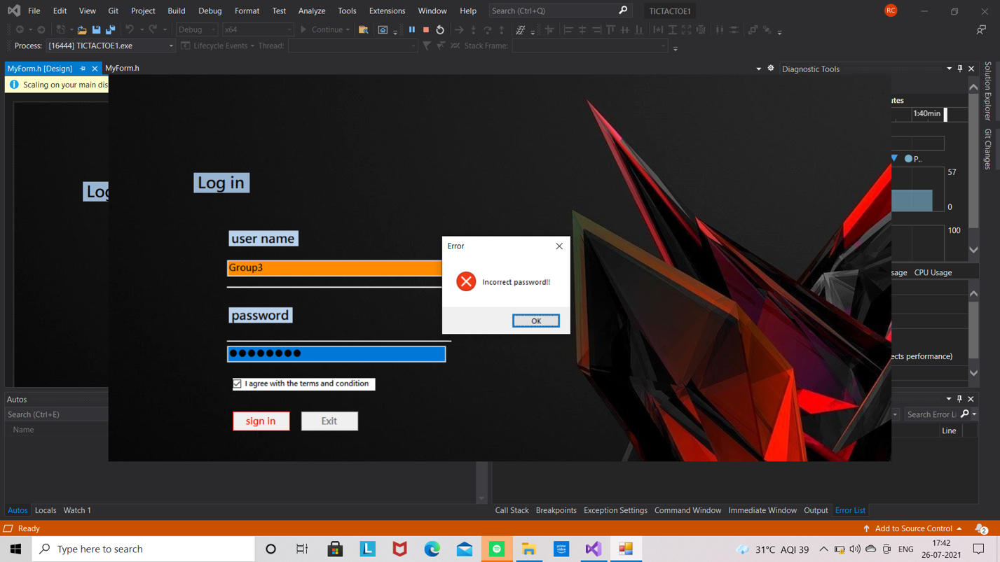 File Edit View Git Project Build Debug Format Test Analyze Tools Extensions Window Help Search (Ctrl+Q) TICTACTOE1 RC
Debug x64 Continue
Process: [16444] TICTACTOE1.exe Lifecycle Events Thread: Stack Frame:
MyForm.h [Design] MyForm.h Diagnostic Tools
Scaling on your main dis
Solution Explorer
Git Changes
1:40min
P..
57
0
100
CPU Usage
ects performance)
Log in
user name
Group3
password
I agree with the terms and condition
sign in Exit
Error
Incorrect password!!
OK
Autos
Search (Ctrl+E)
Name
Search Error Li
Line
Autos Locals Watch 1
Call Stack Breakpoints Exception Settings Command Window Immediate Window Output Error List
Ready Add to Source Control 2
Type here to search
31°C AQI 39 ENG
17:42
26-07-2021